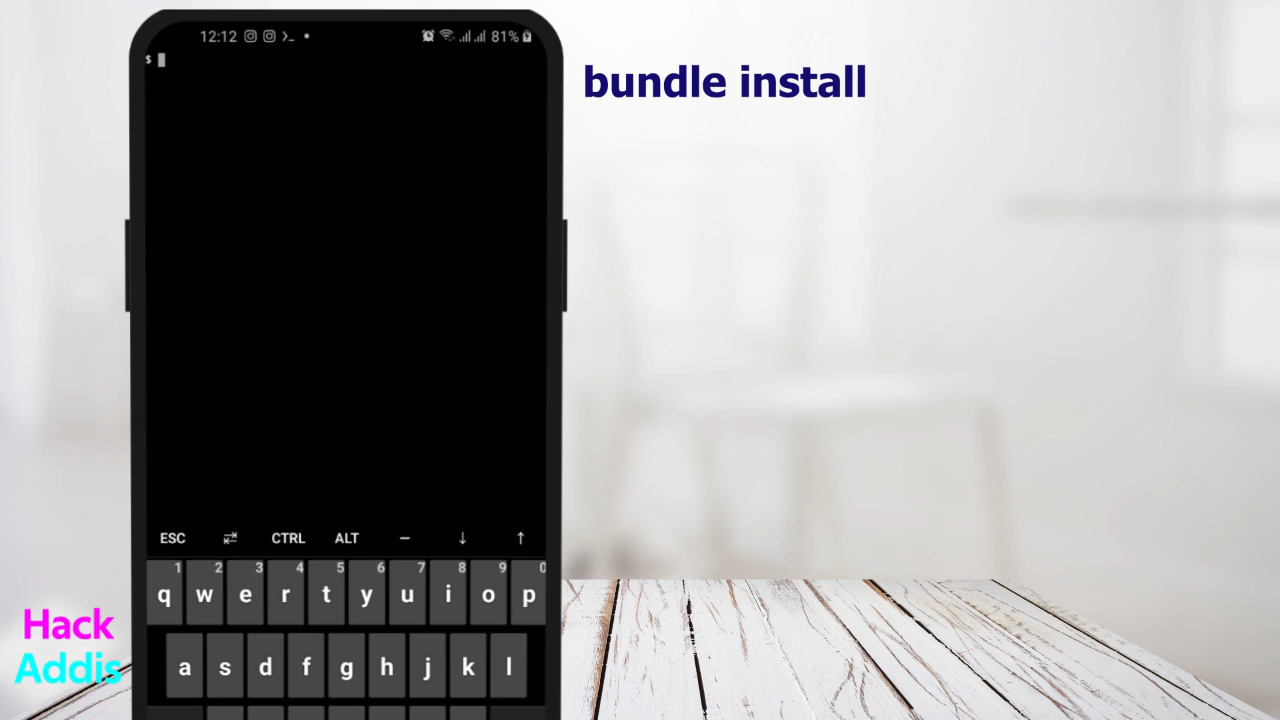 12:12 81%
$
bundle install
ESC CTRL ALT
1 2 3 4 5 6 7 8 9 0
q w e r t y u i o p
a s d f g h j k l
Hack
Addis